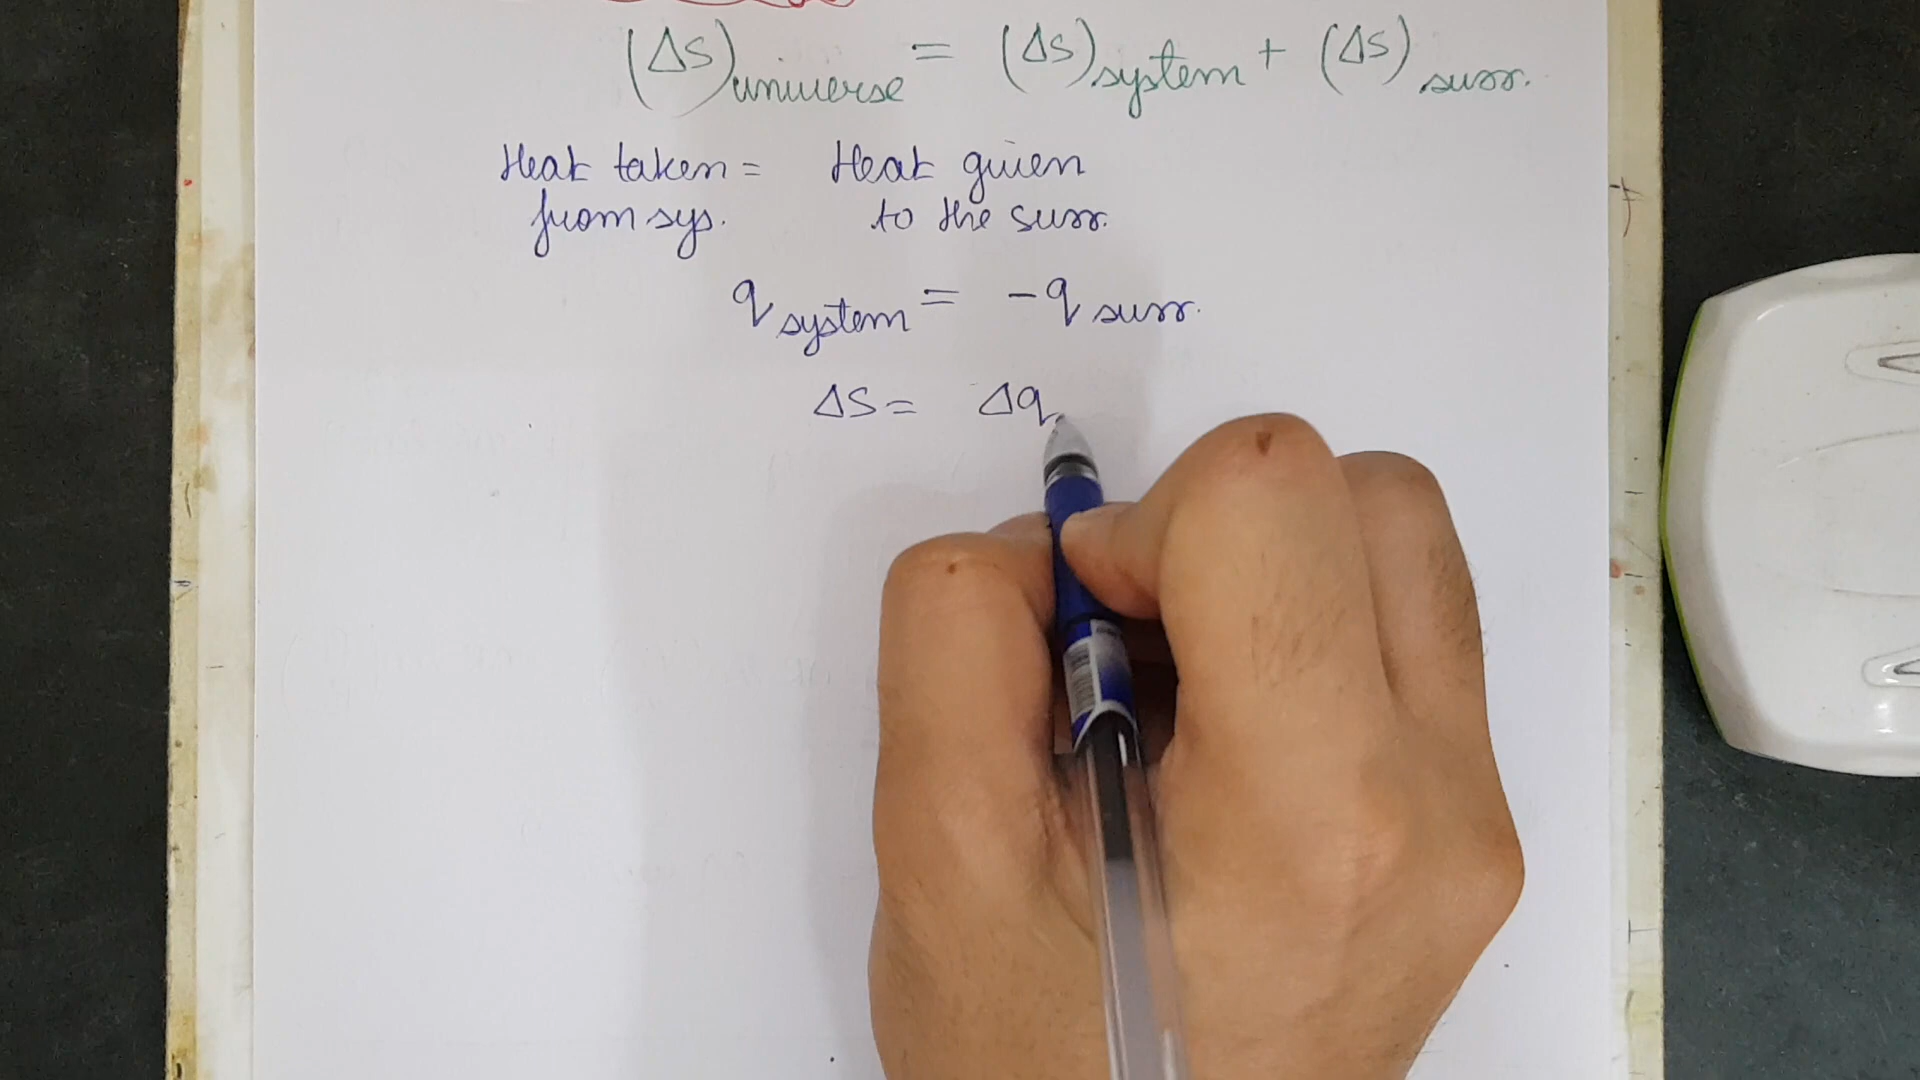 (ΔS)universe = (ΔS)system + (ΔS)surr.
Heat taken = Heat given
from sys. to the surr.
q system = -q surr.
ΔS = Δq